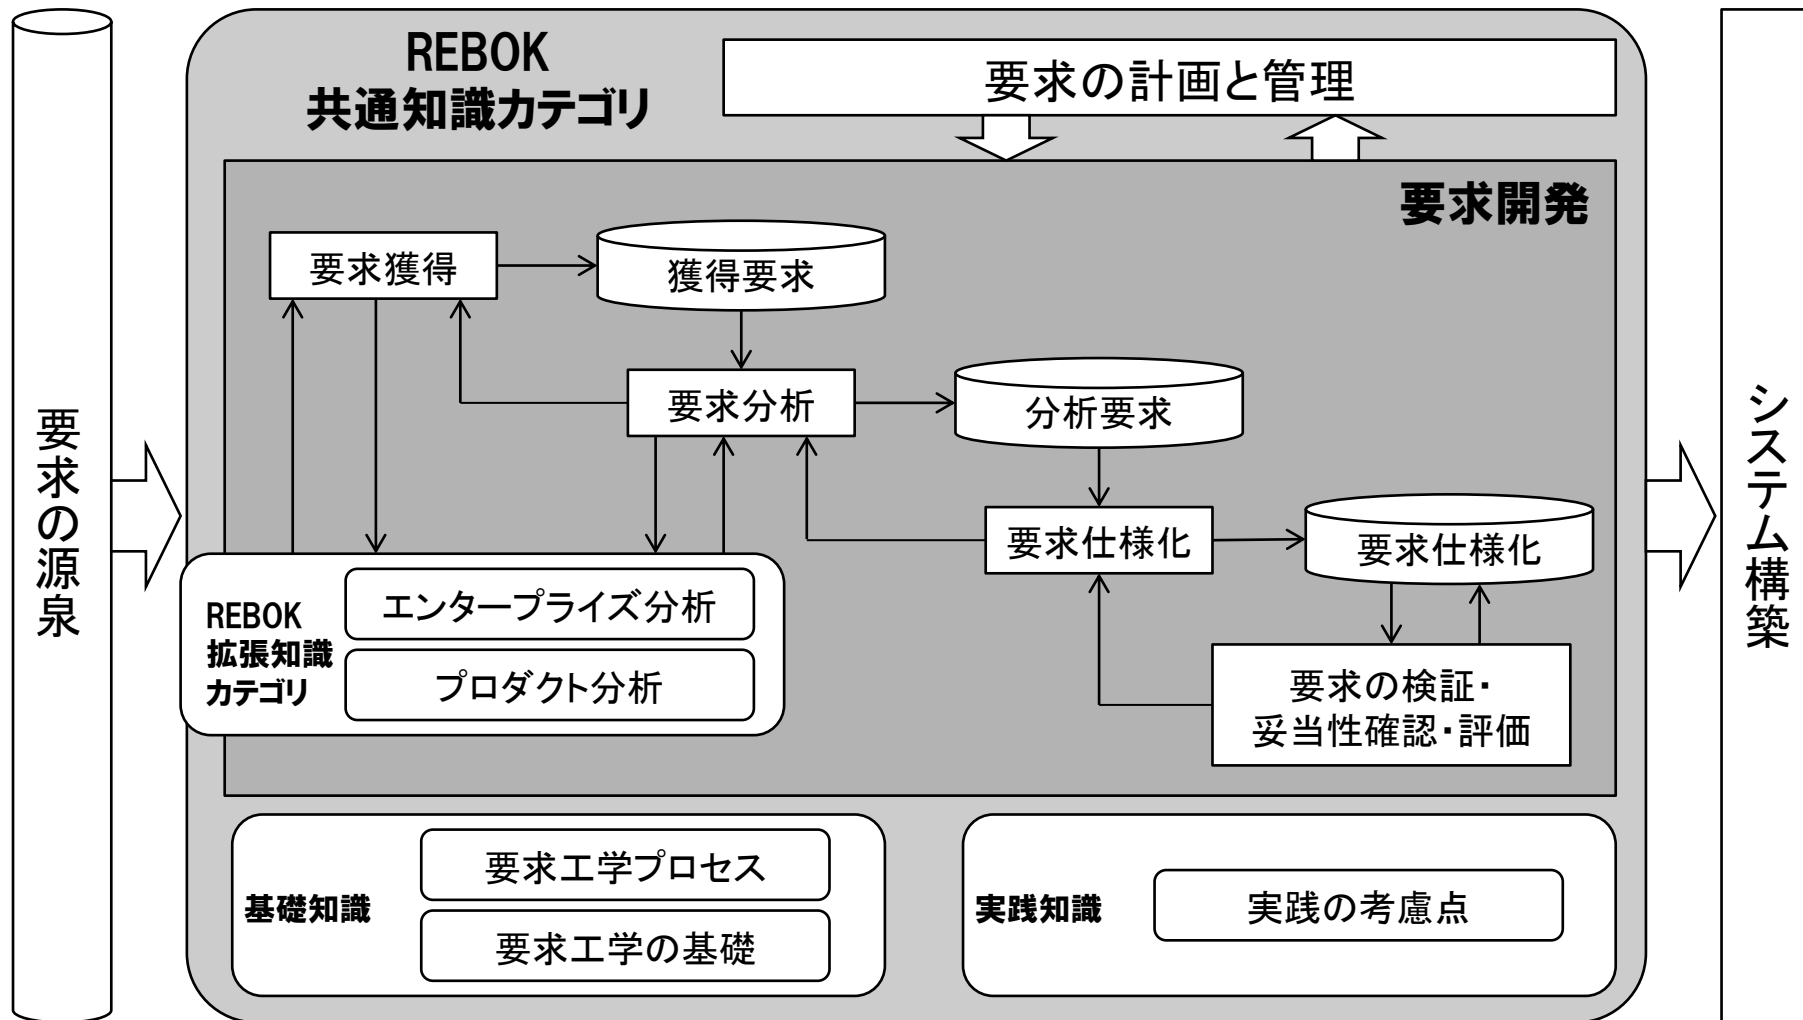 要求の源泉
REBOK
共通知識カテゴリ
要求の計画と管理
要求開発
要求獲得
獲得要求
要求分析
分析要求
要求仕様化
要求仕様化
要求の検証・
妥当性確認・評価
REBOK
拡張知識
カテゴリ
エンタープライズ分析
プロダクト分析
基礎知識
要求工学プロセス
要求工学の基礎
実践知識
実践の考慮点
システム構築